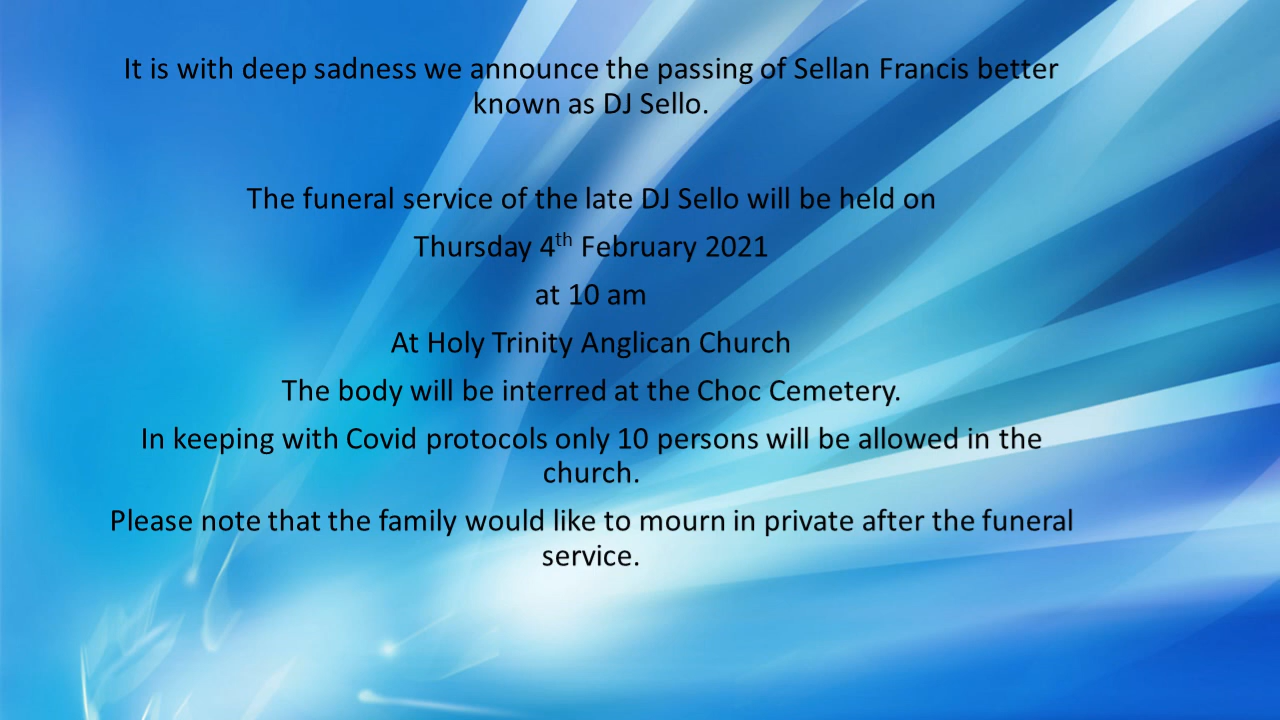 It is with deep sadness we announce the passing of Sellan Francis better
known as DJ Sello.
The funeral service of the late DJ Sello will be held on
Thursday 4th February 2021
at 10 am
At Holy Trinity Anglican Church
The body will be interred at the Choc Cemetery.
In keeping with Covid protocols only 10 persons will be allowed in the
church.
Please note that the family would like to mourn in private after the funeral
service.